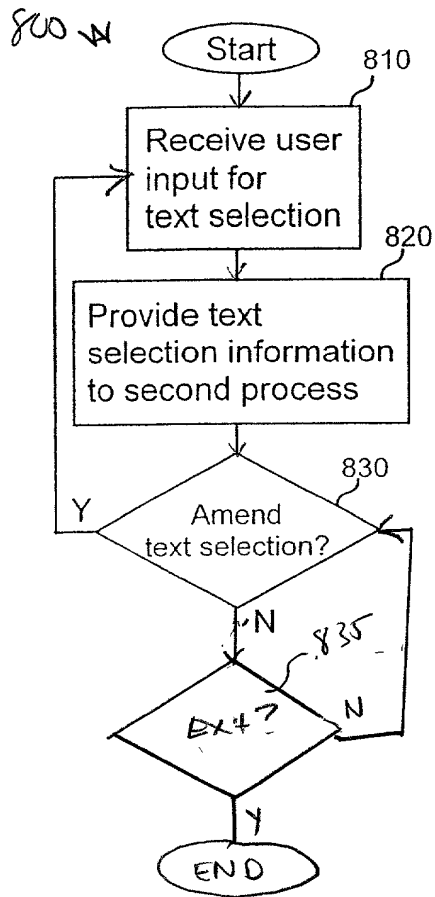 800
Start
810
Receive user
input for
text selection
820
Provide text
selection information
to second process
830
Y
Amend
text selection?
N
835
N
Y
END